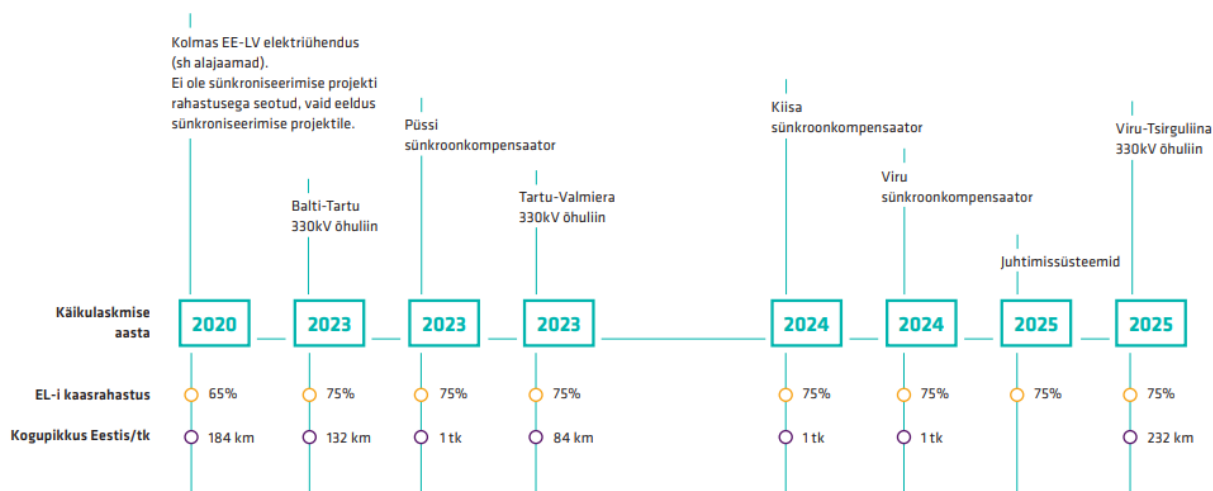 Kolmas EE-LV elektriühendus
(sh alajaamad).
Ei ole sünkroniseerimise projekti
rahastusega seotud, vaid eeldus
sünkroniseerimise projektile.
Balti-Tartu
330kV õhuliin
Püssi
sünkroonkompensaator
Tartu-Valmiera
330kV õhuliin
Kiisa
sünkroonkompensaator
Viru
sünkroonkompensaator
Juhtimissüsteemid
Viru-Tsirguliina
330kV õhuliin
Käikulaskmise
aasta
2020 2023 2023 2023 2024 2024 2025 2025
EL-i kaasrahastus 65% 75% 75% 75% 75% 75% 75% 75%
Kogupikkus Eestis/tk 184 km 132 km 1 tk 84 km 1 tk 1 tk 232 km